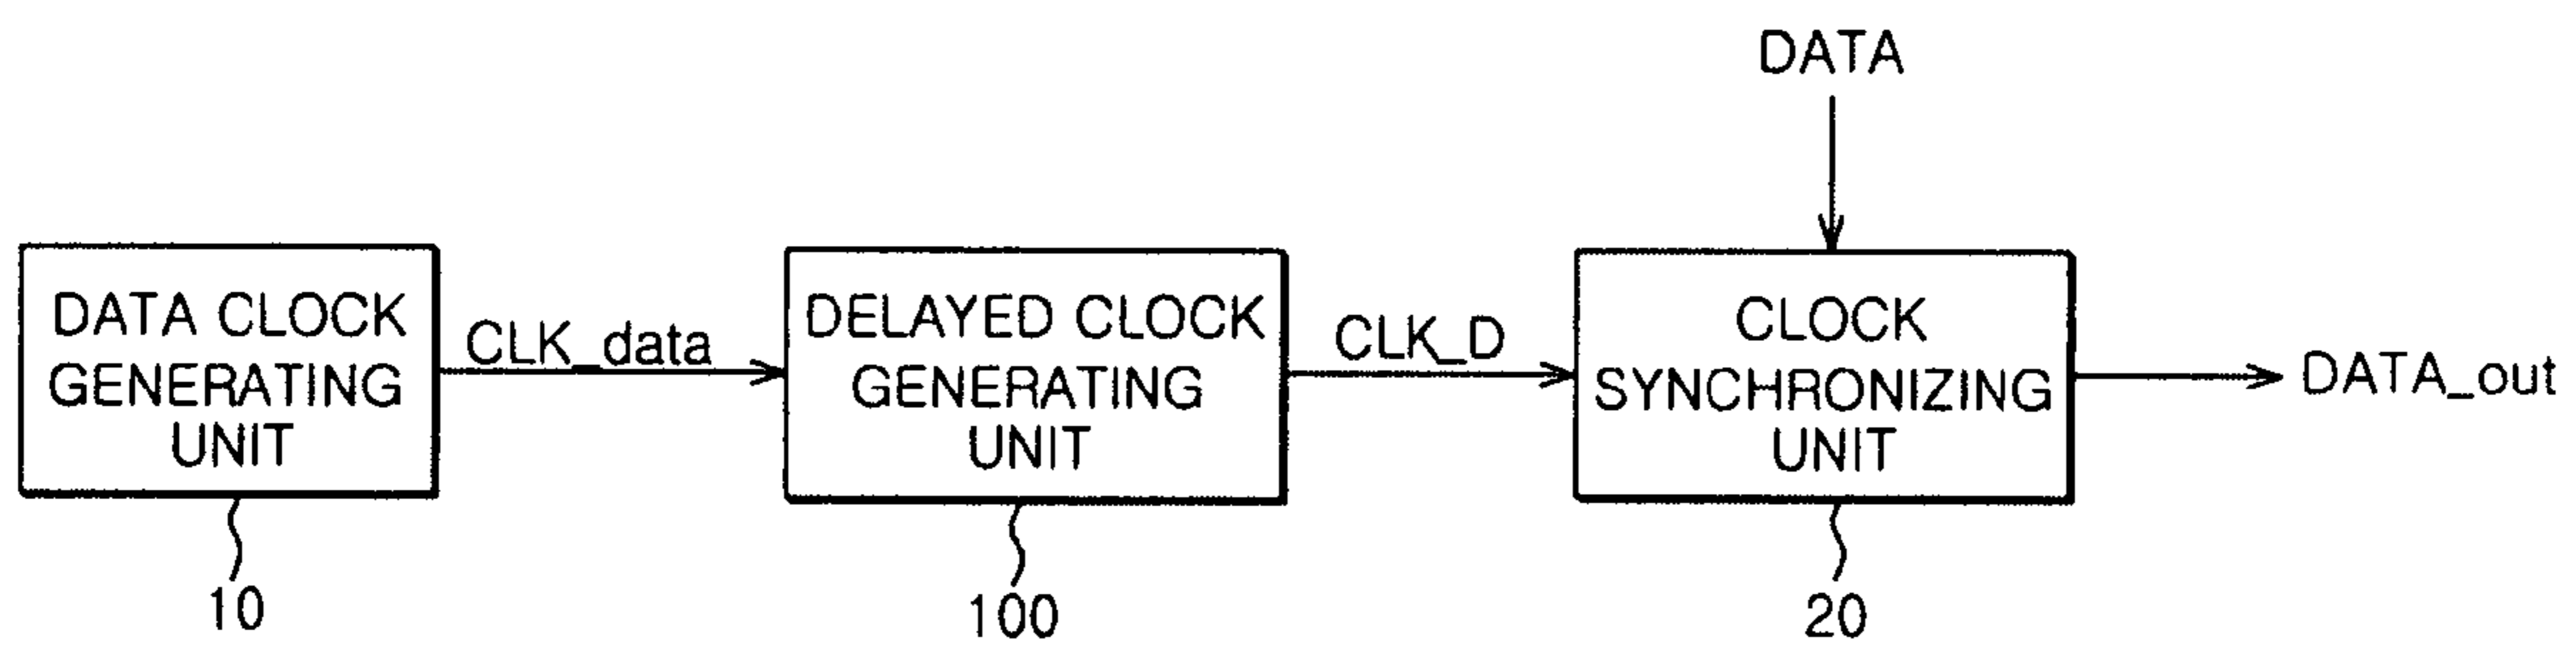 DATA
DATA CLOCK
GENERATING
UNIT
CLK_data
DELAYED CLOCK
GENERATING
UNIT
CLK_D
CLOCK
SYNCHRONIZING
UNIT
DATA_out
10
100
20